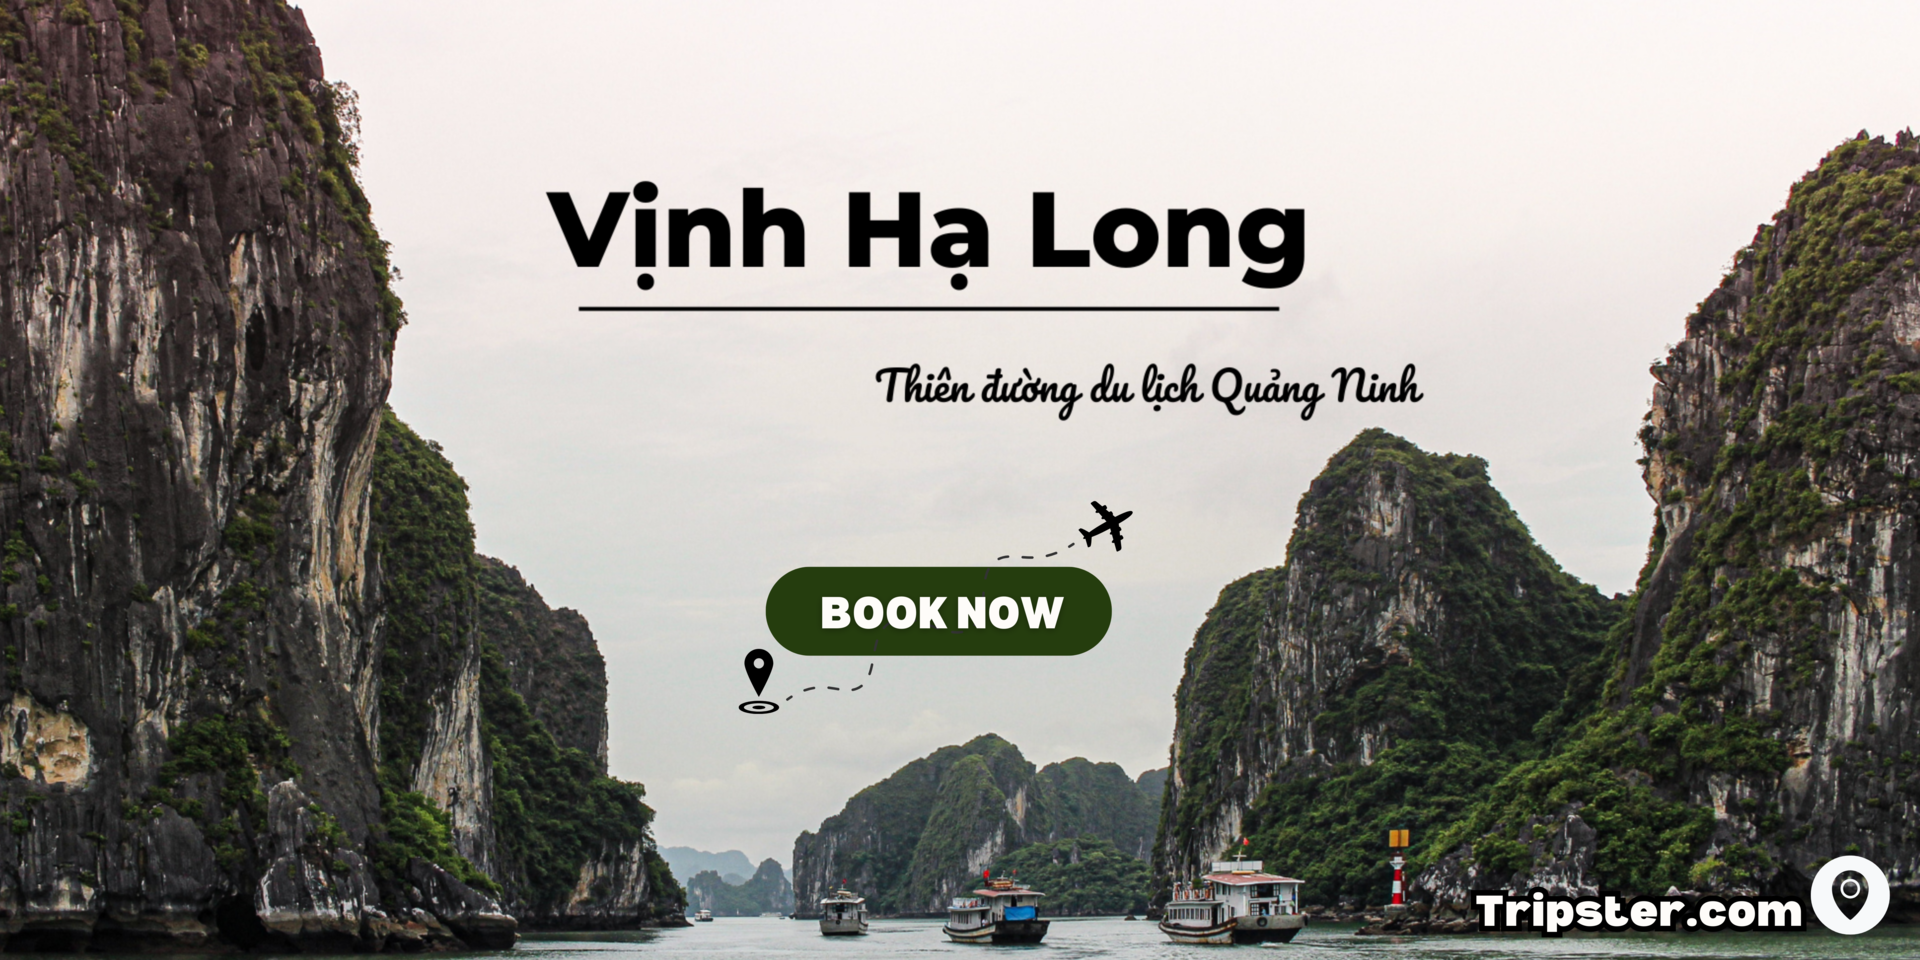 Vịnh Hạ Long
Thiên đường du lịch Quảng Ninh
BOOK NOW
Tripster.com